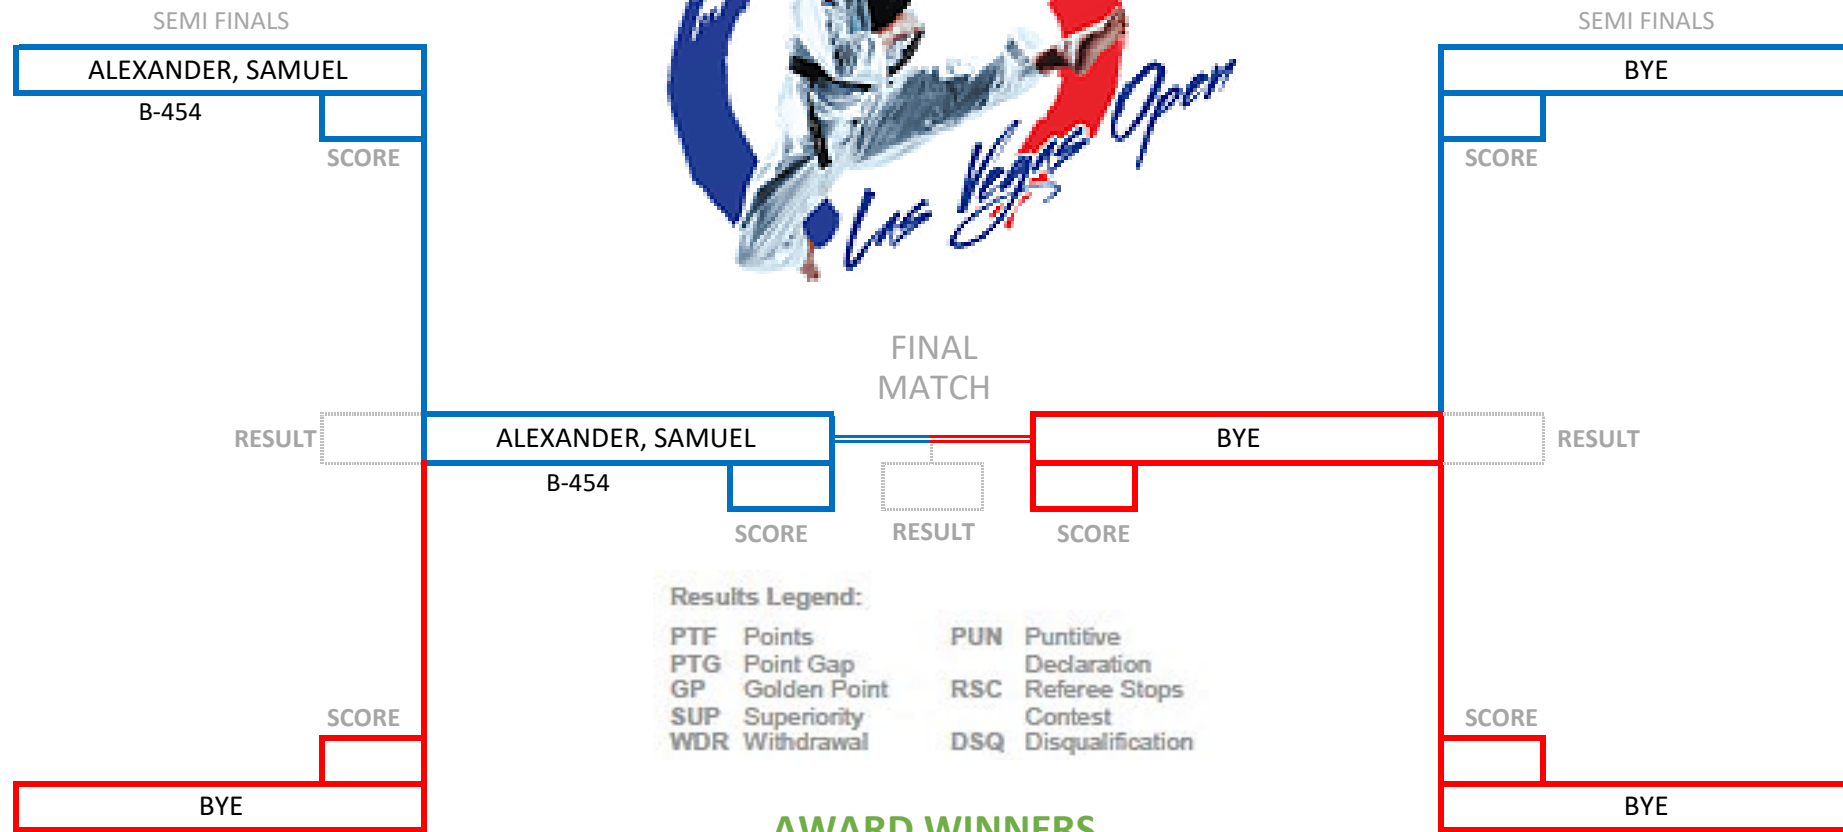 SEMI FINALS
SEMI FINALS
ALEXANDER, SAMUEL
BYE
B-454
SCORE
SCORE
Las Vegas Open
FINAL
MATCH
RESULT
ALEXANDER, SAMUEL
BYE
RESULT
B-454
SCORE
RESULT
SCORE
Results Legend:
PTF Points
PTG Point Gap
GP Golden Point
SUP Superiority
WDR Withdrawal
PUN Puntitive
Declaration
RSC Referee Stops
Contest
DSQ Disqualification
SCORE
SCORE
BYE
BYE
AWARD WINNERS